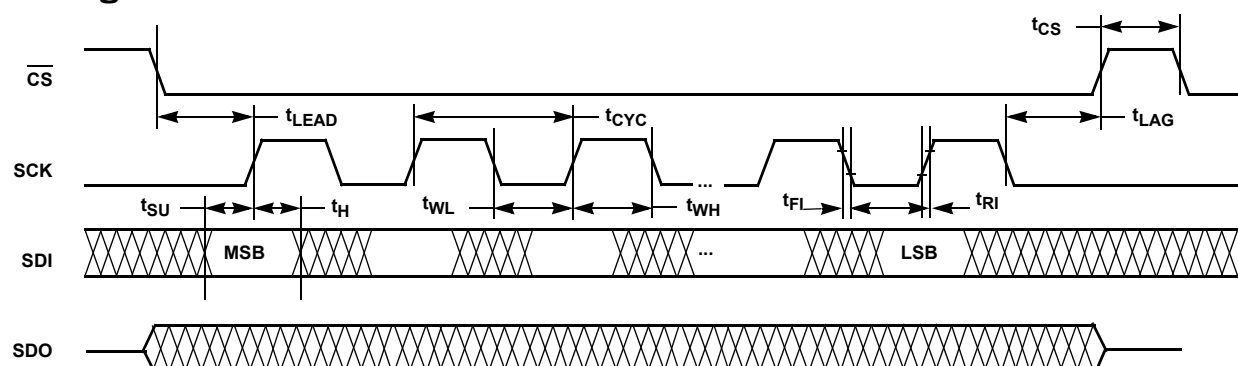 tCS
CS
tLEAD
tCYC
tLAG
SCK
...
tSU
tH
tWL
tWH
tFI
tRI
SDI
MSB
...
LSB
SDO